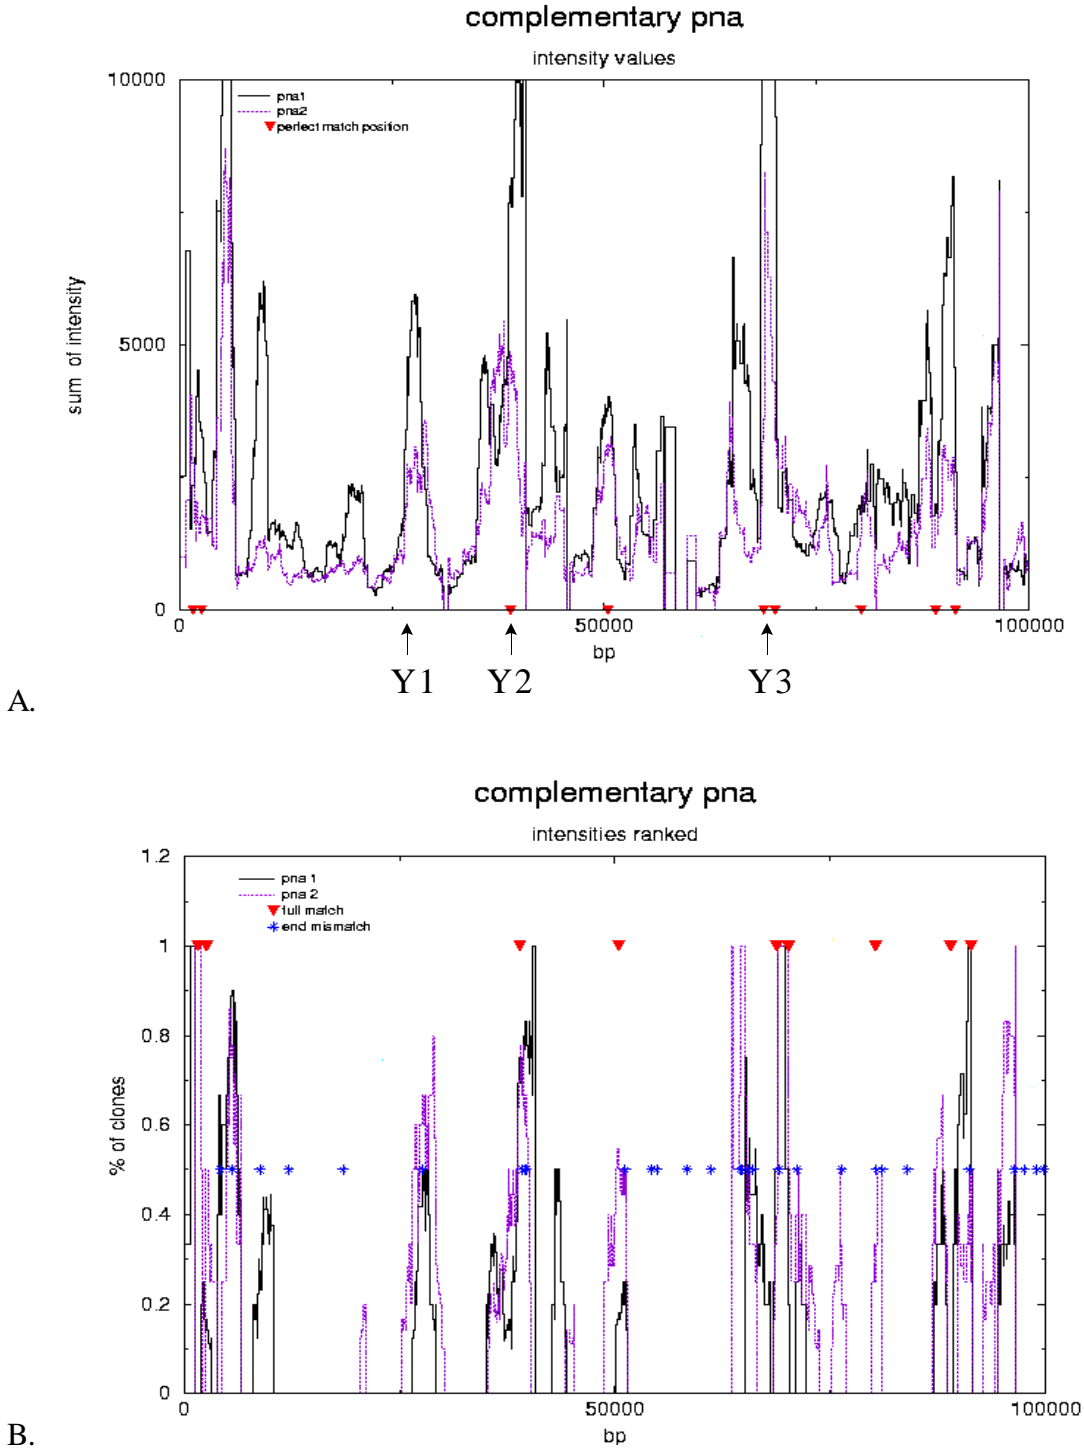 complementary pna
intensity values
10000
pna1
pna2
perfect match position
sum of intensity
5000
0
0
50000
100000
bp
Y1
Y2
Y3
A.
complementary pna
intensities ranked
1.2
pna 1
pna 2
full match
end mismatch
1
0.8
% of clones
0.6
0.4
0.2
0
0
50000
100000
bp
B.